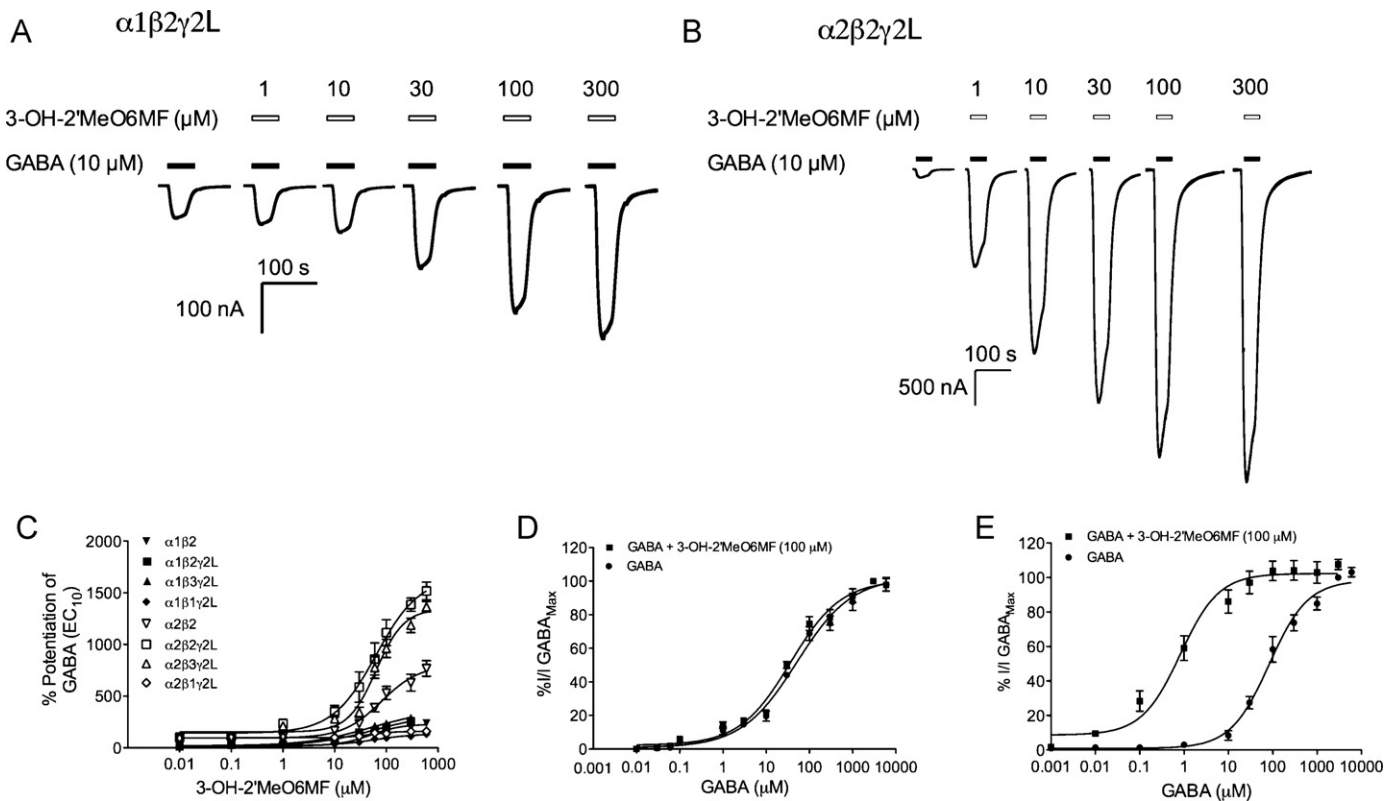 A
α1β2γ2L
1 10 30 100 300
3-OH-2'MeO6MF (µM)
GABA (10 µM)
100 s
100 nA
B
α2β2γ2L
1 10 30 100 300
3-OH-2'MeO6MF (µM)
GABA (10 µM)
100 s
500 nA
C
% Potentiation of
GABA (EC10)
2000
1500
1000
500
0
α1β2
α1β2γ2L
α1β3γ2L
α1β1γ2L
α2β2
α2β2γ2L
α2β3γ2L
α2β1γ2L
0.01 0.1 1 10 100 1000
3-OH-2'MeO6MF (µM)
D
%I/I GABAMax
120
100
80
60
40
20
0
GABA + 3-OH-2'MeO6MF (100 µM)
GABA
0.001 0.01 0.1 1 10 100 1000 10000
GABA (µM)
E
% I/I GABAMax
120
100
80
60
40
20
0
GABA + 3-OH-2'MeO6MF (100 µM)
GABA
0.001 0.01 0.1 1 10 100 1000 10000
GABA (µM)